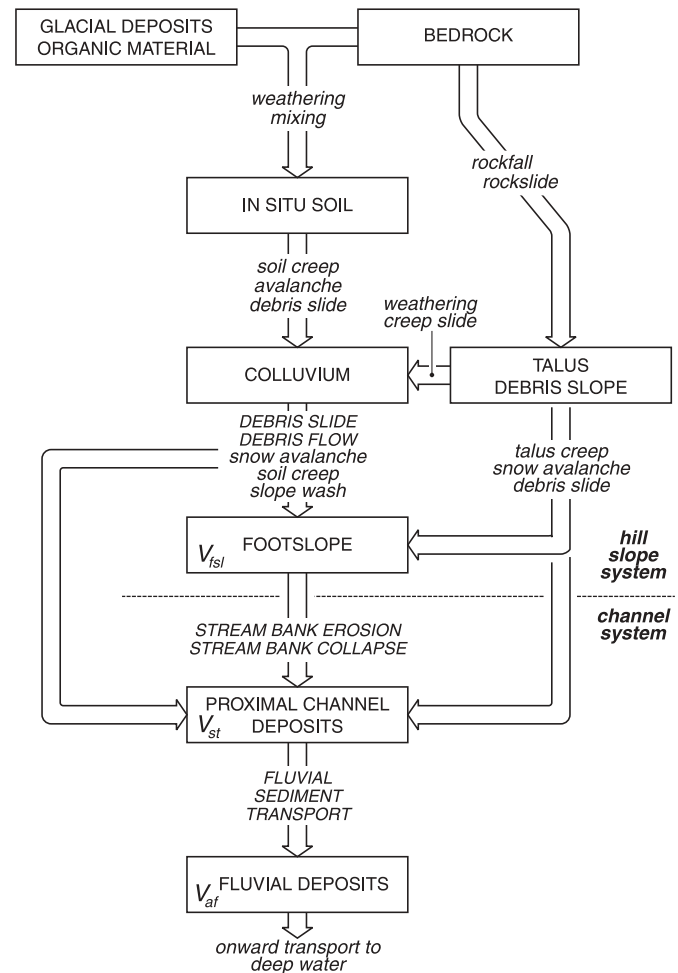 GLACIAL DEPOSITS
ORGANIC MATERIAL
BEDROCK
weathering
mixing
rockfall
rockslide
IN SITU SOIL
soil creep
avalanche
debris slide
weathering
creep slide
COLLUVIUM
TALUS
DEBRIS SLOPE
DEBRIS SLIDE
DEBRIS FLOW
snow avalanche
soil creep
slope wash
talus creep
snow avalanche
debris slide
Vfsl FOOTSLOPE
hill
slope
system
channel
system
STREAM BANK EROSION
STREAM BANK COLLAPSE
PROXIMAL CHANNEL
Vst DEPOSITS
FLUVIAL
SEDIMENT
TRANSPORT
Vaf FLUVIAL DEPOSITS
onward transport to
deep water